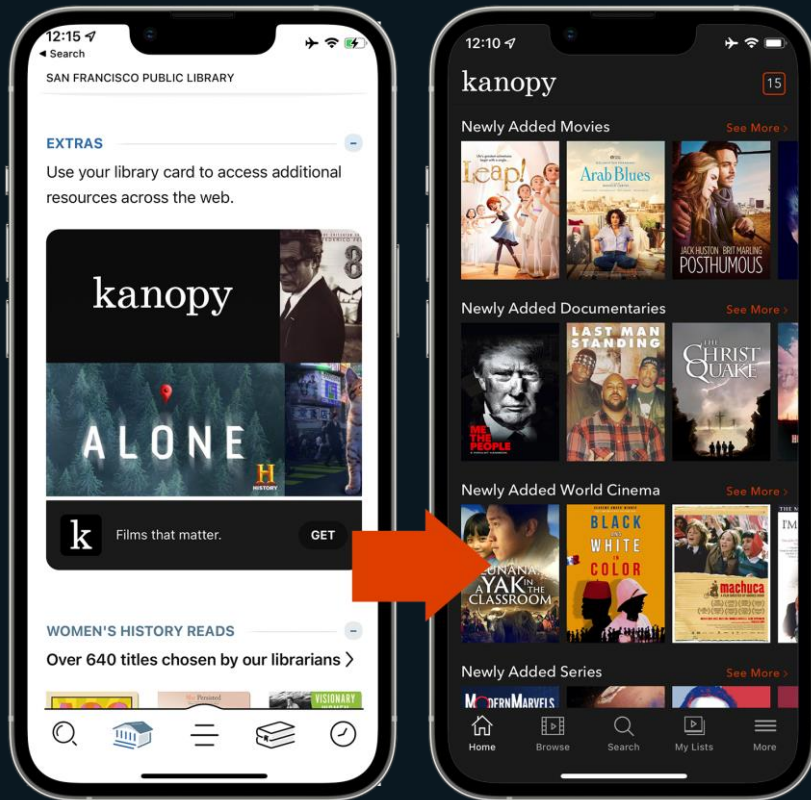 12:15
◀ Search
SAN FRANCISCO PUBLIC LIBRARY
EXTRAS
Use your library card to access additional
resources across the web.
8
kanopy
ALONE
H
HISTORY
k Films that matter. GET
WOMEN'S HISTORY READS
Over 640 titles chosen by our librarians >
VISIONARY
WOMEN
12:10
kanopy
15
Newly Added Movies See More >
Leap!
Arab Blues
JACK HUSTON BRIT MARLING
POSTHUMOUS
Newly Added Documentaries See More >
ME
THE
PEOPLE
LAST MAN
STANDING
THE
CHRIST
QUAKE
Newly Added World Cinema See More >
LUNANA
A YAK IN THE
CLASSROOM
BLACK
AND
WHITE
IN
COLOR
machuca
I'M
Newly Added Series See More >
MODERN MARVELS
Home Browse Search My Lists More